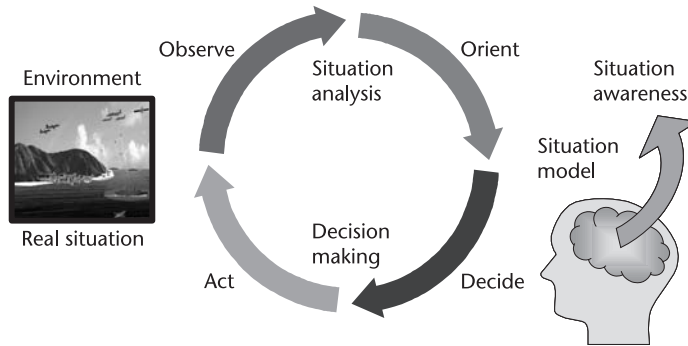 Observe
Orient
Environment
Situation
analysis
Situation
awareness
Situation
model
Real situation
Decision
making
Act
Decide